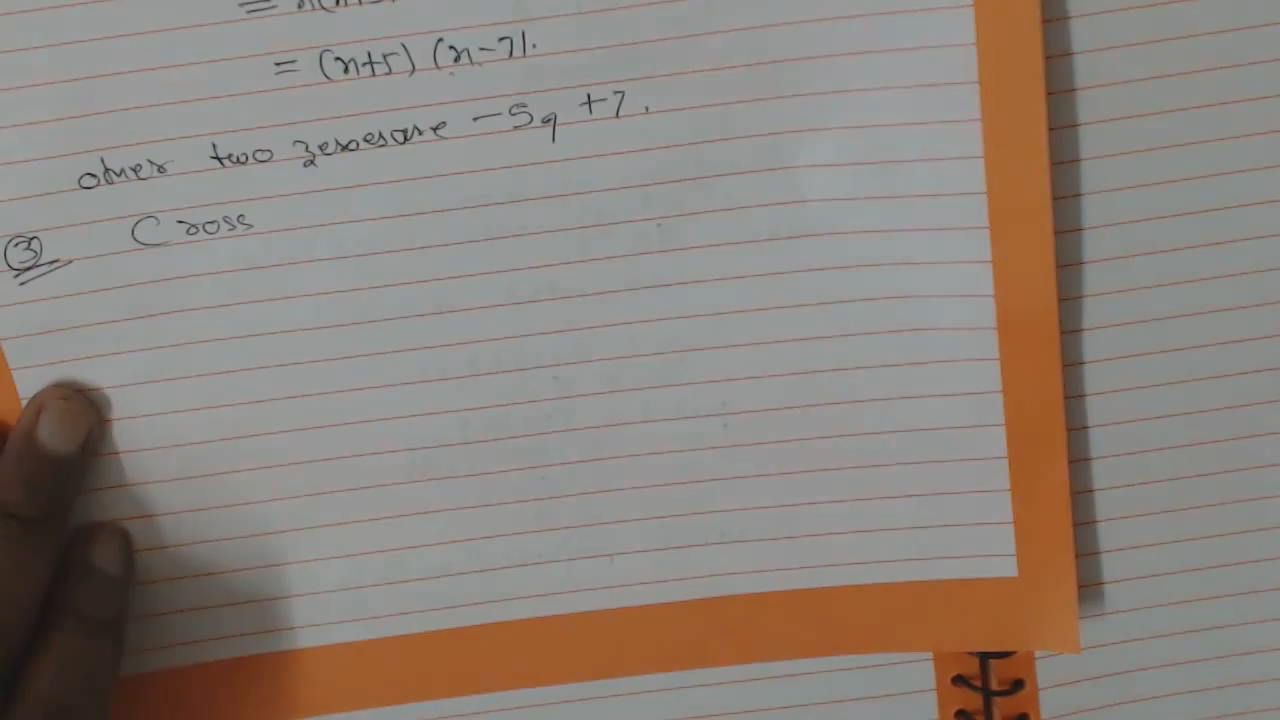 = (x+5) (x-7).
other two zeroes are -5, +7.
③ Cross